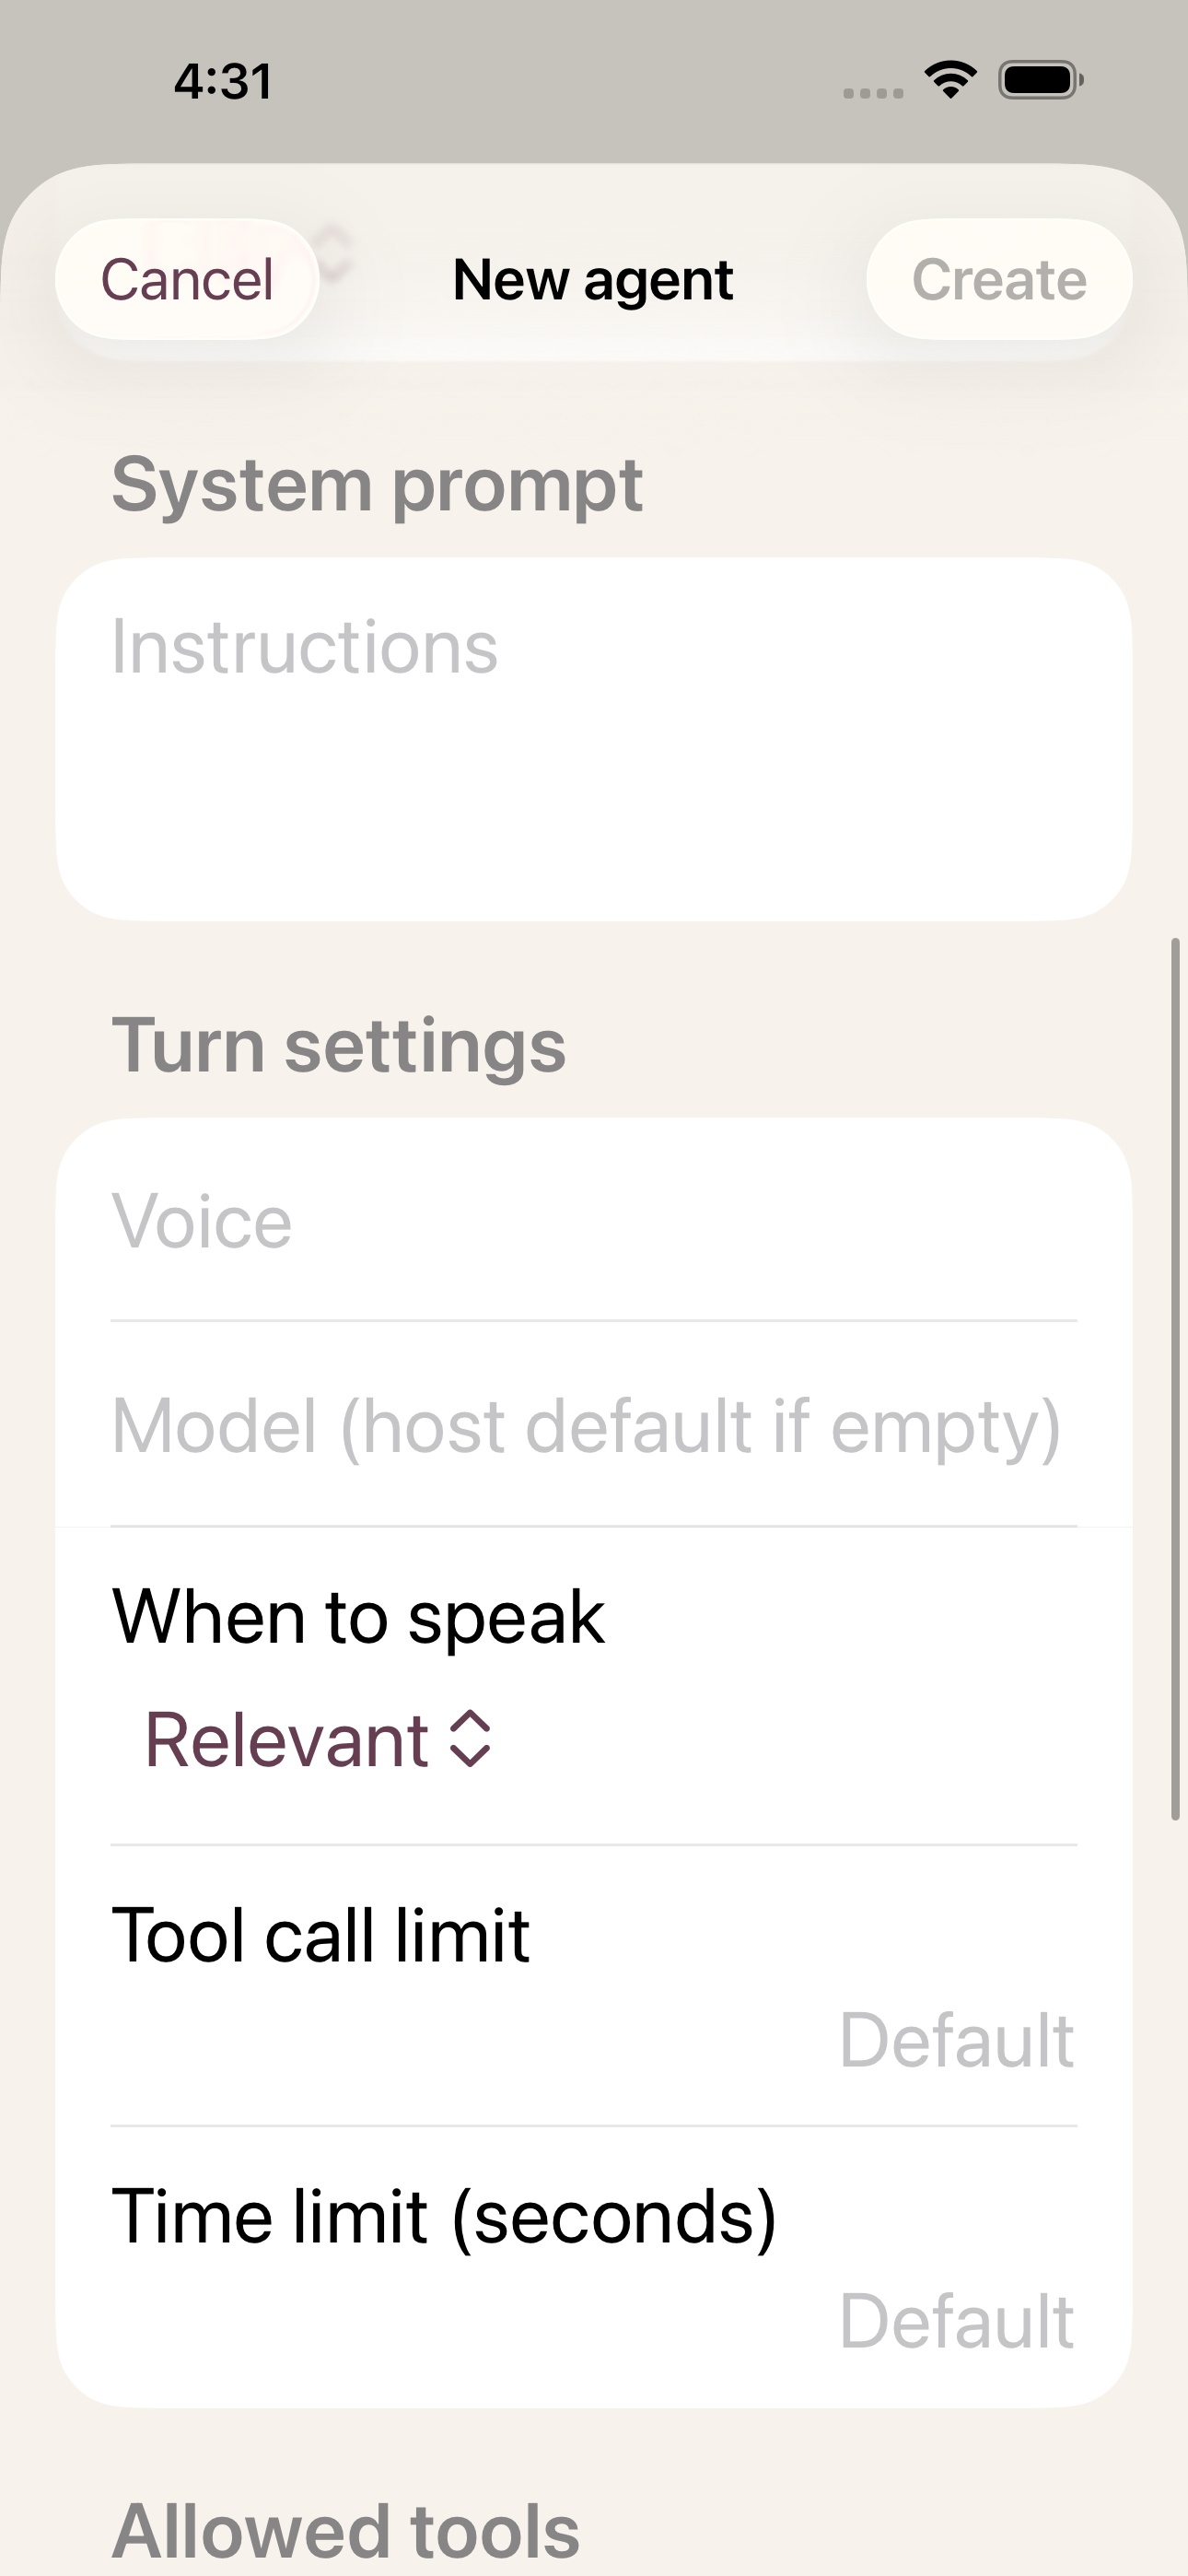 4:31
Cancel
New agent
Create
System prompt
Instructions
Turn settings
Voice
Model (host default if empty)
When to speak
Relevant
Tool call limit
Default
Time limit (seconds)
Default
Allowed tools